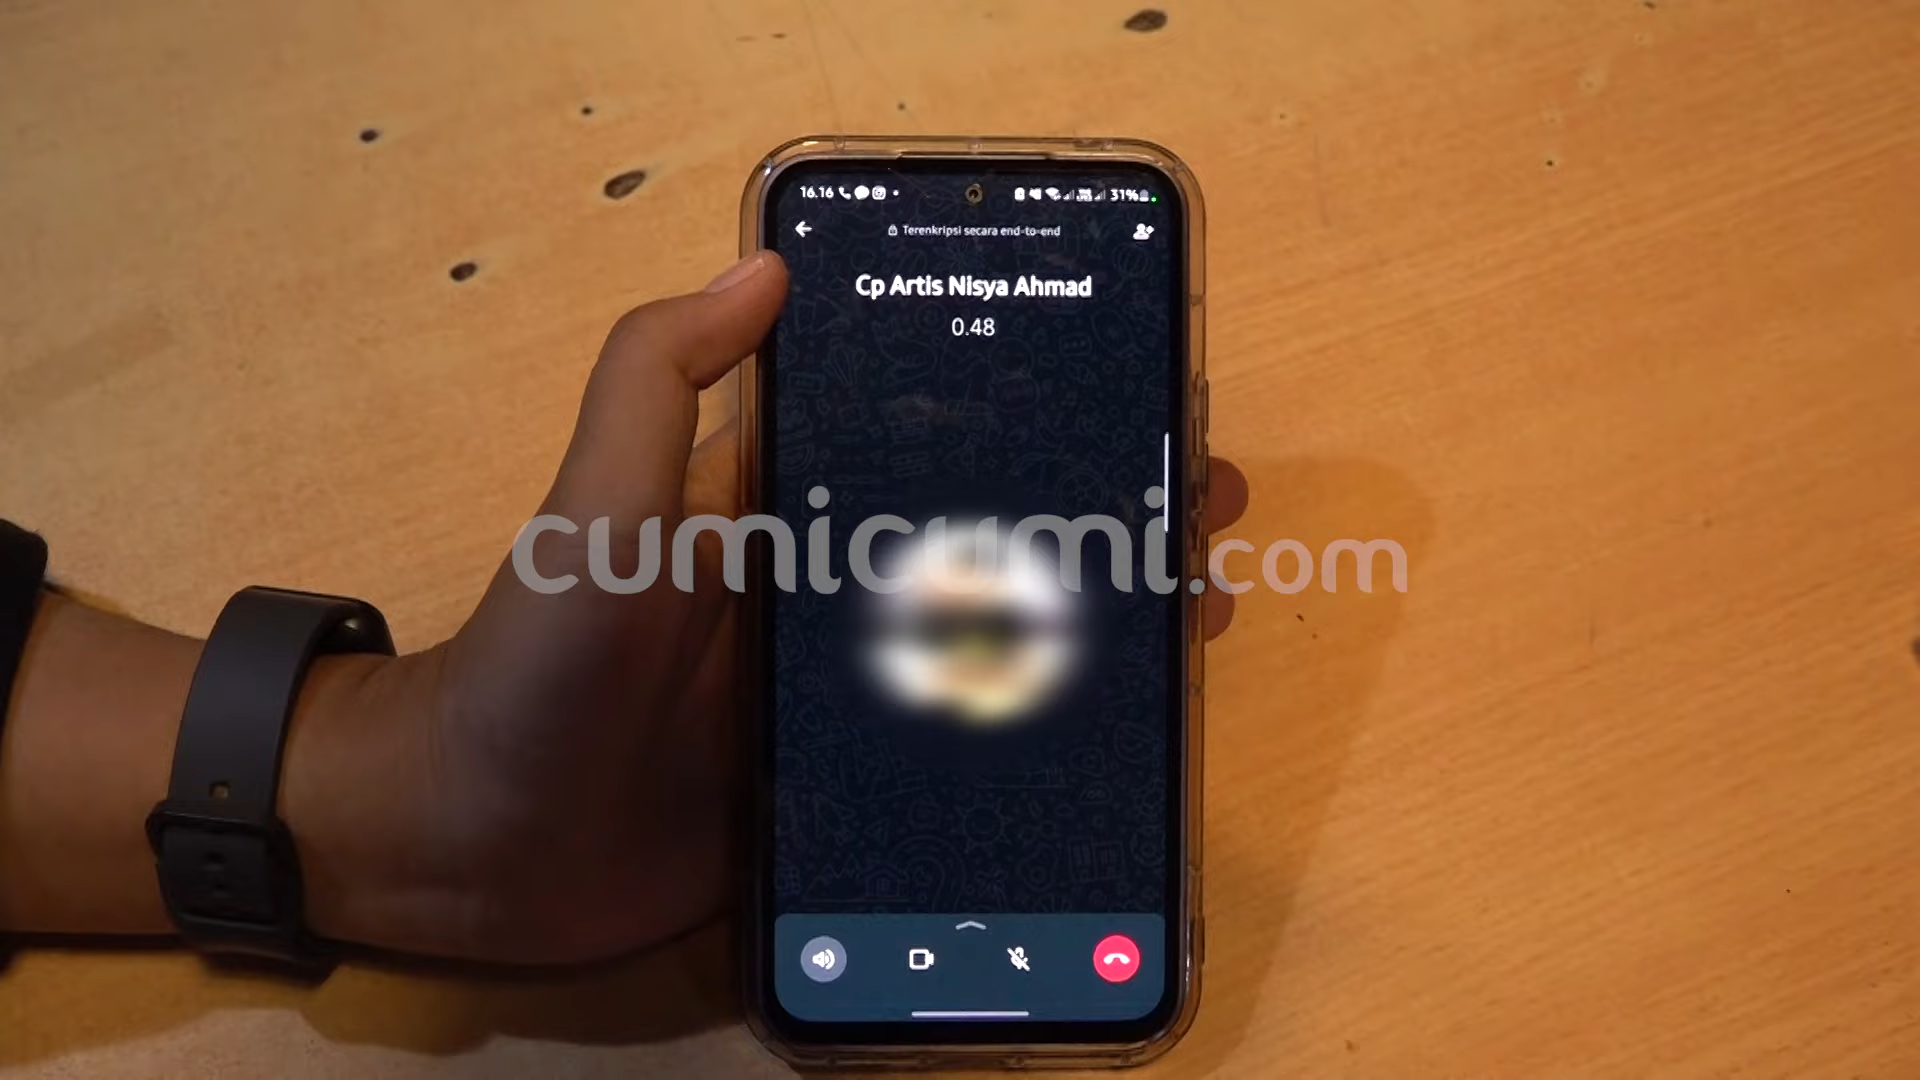 16.16
31%
Terenkripsi secara end-to-end
Cp Artis Nisya Ahmad
0.48
cumicumi.com